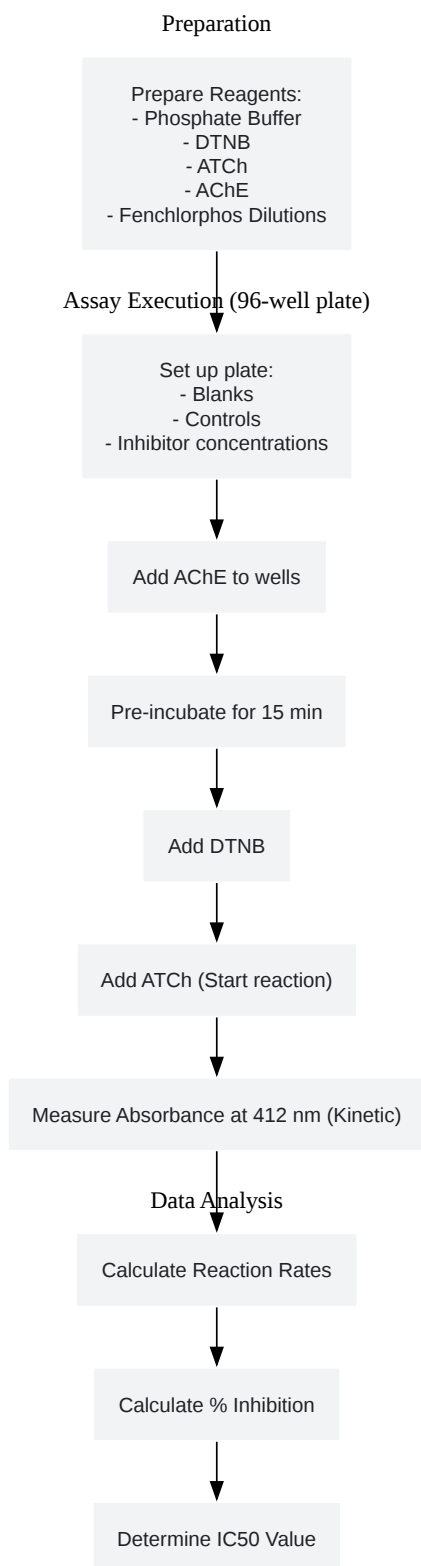 Preparation
Prepare Reagents:
- Phosphate Buffer
- DTNB
- ATCh
- AChE
- Fenchlorphos Dilutions
Assay Execution (96-well plate)
Set up plate:
- Blanks
- Controls
- Inhibitor concentrations
Add AChE to wells
Pre-incubate for 15 min
Add DTNB
Add ATCh (Start reaction)
Measure Absorbance at 412 nm (Kinetic)
Data Analysis
Calculate Reaction Rates
Calculate % Inhibition
Determine IC50 Value